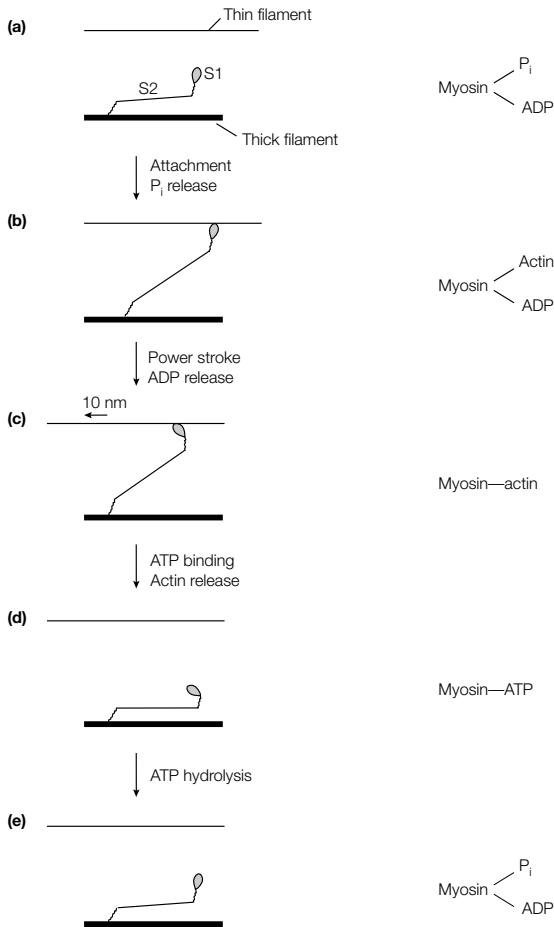 (a)
Thin filament
S1
S2
Thick filament
Myosin
Pi
ADP
Attachment
Pi release
(b)
Myosin
Actin
ADP
Power stroke
ADP release
10 nm
(c)
Myosin—actin
ATP binding
Actin release
(d)
Myosin—ATP
ATP hydrolysis
(e)
Myosin
Pi
ADP